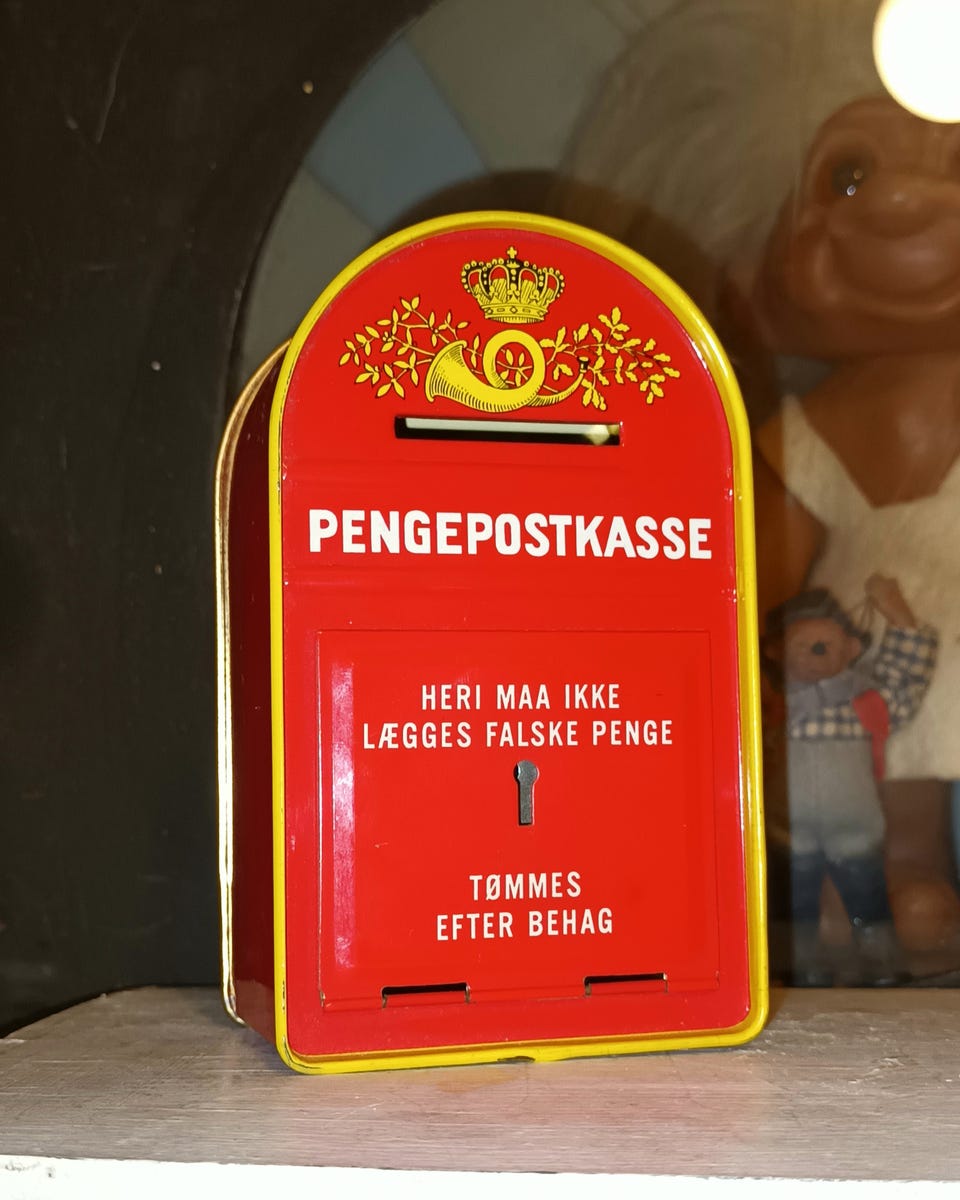 PENGEPOSTKASSE
HERI MAA IKKE
LÆGGES FALSKE PENGE
TØMMES
EFTER BEHAG